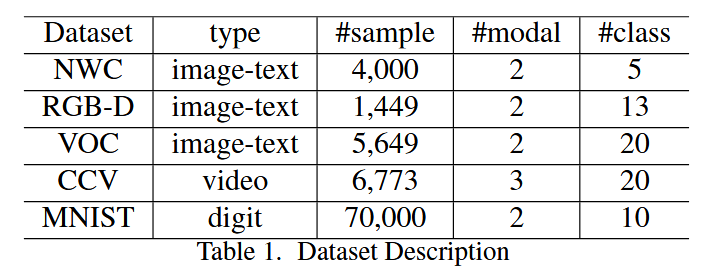 Dataset type #sample #modal #class
NWC image-text 4,000 2 5
RGB-D image-text 1,449 2 13
VOC image-text 5,649 2 20
CCV video 6,773 3 20
MNIST digit 70,000 2 10
Table 1. Dataset Description